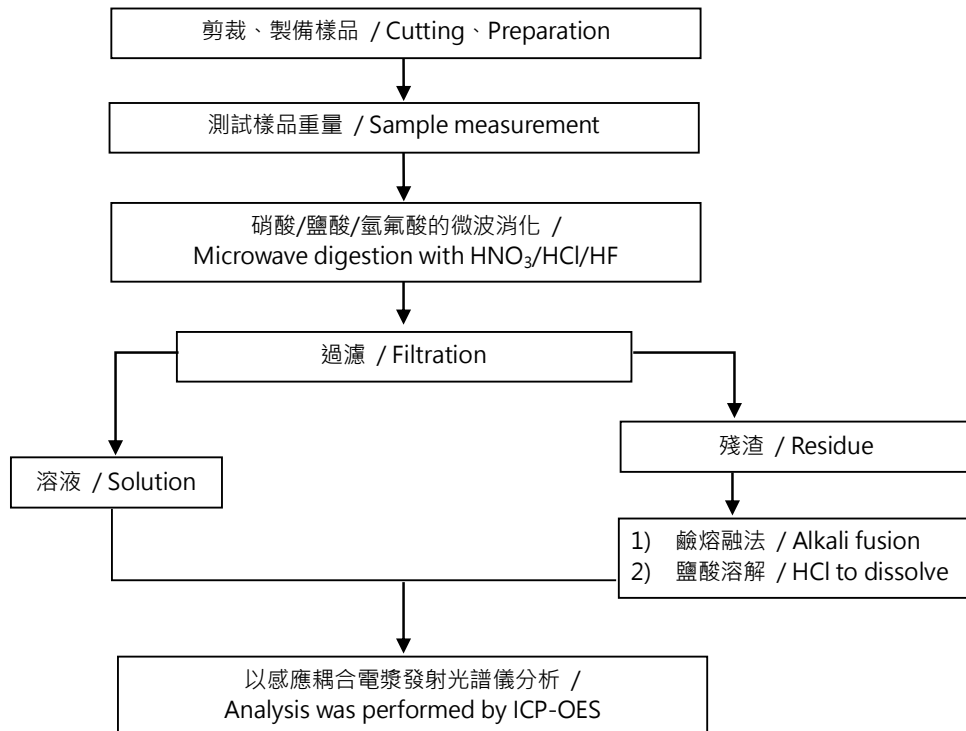 剪裁、製備樣品 / Cutting、Preparation
測試樣品重量 / Sample measurement
硝酸/鹽酸/氫氟酸的微波消化 /
Microwave digestion with HNO₃/HCl/HF
過濾 / Filtration
溶液 / Solution
殘渣 / Residue
1) 鹼熔融法 / Alkali fusion
2) 鹽酸溶解 / HCl to dissolve
以感應耦合電漿發射光譜儀分析 /
Analysis was performed by ICP-OES